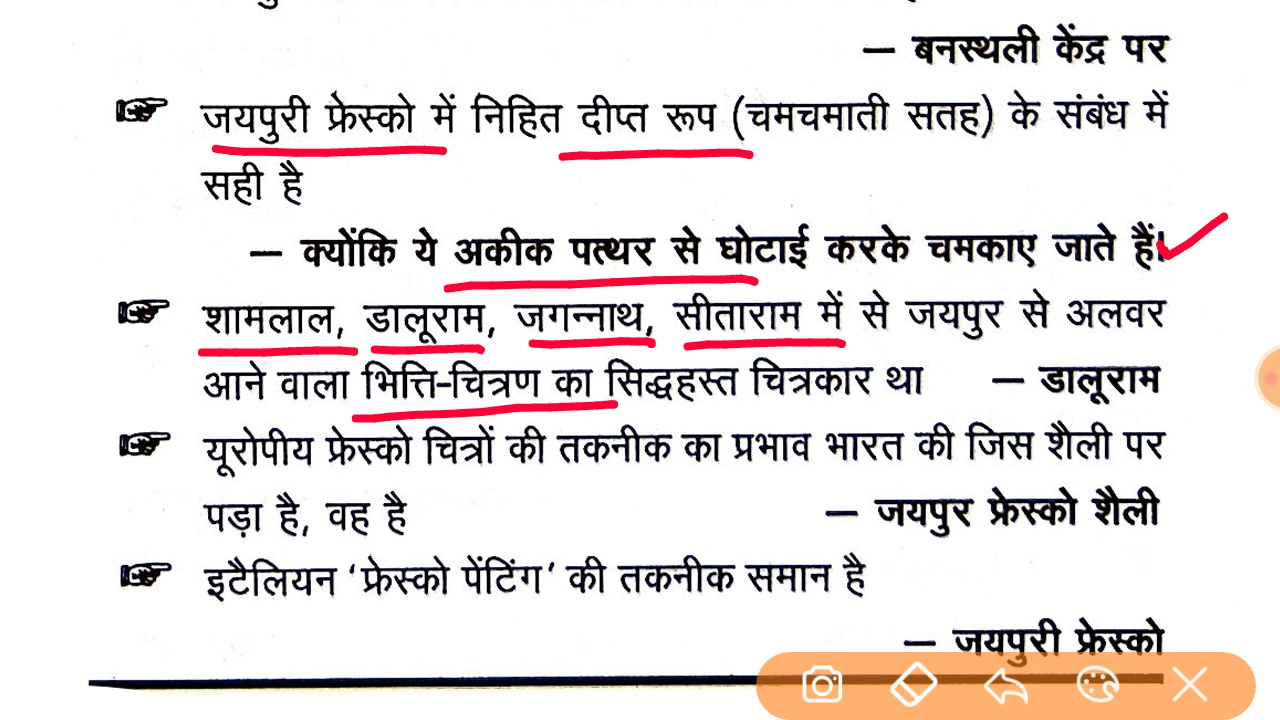 — बनस्थली केंद्र पर
जयपुरी फ्रेस्को में निहित दीप्त रूप (चमचमाती सतह) के संबंध में
सही है
— क्योंकि ये अकीक पत्थर से घोटाई करके चमकाए जाते हैं।
शामलाल, डालूराम, जगन्नाथ, सीताराम में से जयपुर से अलवर
आने वाला भित्ति-चित्रण का सिद्धहस्त चित्रकार था — डालूराम
यूरोपीय फ्रेस्को चित्रों की तकनीक का प्रभाव भारत की जिस शैली पर
पड़ा है, वह है — जयपुर फ्रेस्को शैली
इटैलियन ‘फ्रेस्को पेंटिंग’ की तकनीक समान है
— जयपुरी फ्रेस्को